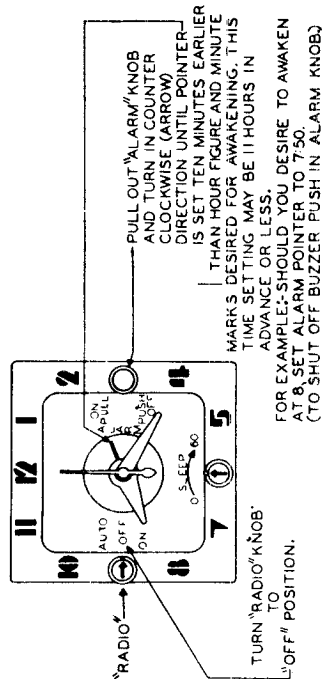 PULL OUT "ALARM" KNOB
AND TURN IN COUNTER
CLOCKWISE (ARROW)
DIRECTION UNTIL POINTER
IS SET TEN MINUTES EARLIER
THAN HOUR FIGURE AND MINUTE
MARKS DESIRED FOR AWAKENING. THIS
TIME SETTING MAY BE 11 HOURS IN
ADVANCE OR LESS.
FOR EXAMPLE:- SHOULD YOU DESIRE TO AWAKEN
AT 8, SET ALARM POINTER TO 7:50.
(TO SHUT OFF BUZZER PUSH IN ALARM KNOB.)
11 12 1
10 2
ON
PULL
ALARM
PUSH
OFF
AUTO
OFF
ON
0 SLEEP 60
8 4
7 5
"RADIO"
TURN "RADIO" KNOB
TO
"OFF" POSITION.